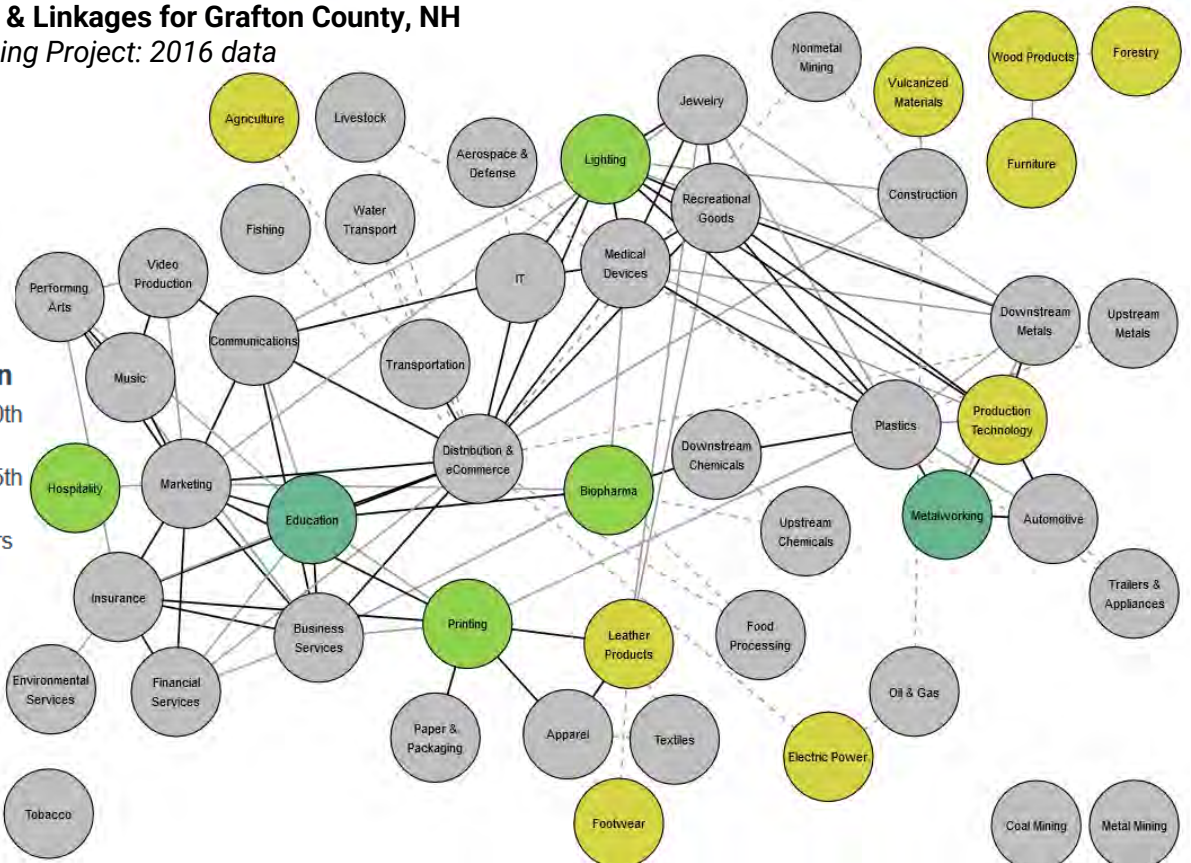 & Linkages for Grafton County, NH
ing Project: 2016 data
Nonmetal
Mining
Wood Products
Forestry
Vulcanized
Materials
Jewelry
Agriculture
Livestock
Aerospace &
Defense
Lighting
Furniture
Construction
Recreational
Goods
Fishing
Water
Transport
Medical
Devices
IT
Video
Production
Performing
Arts
Downstream
Metals
Upstream
Metals
Communications
Transportation
Music
n
0th
Production
Technology
Plastics
Distribution &
eCommerce
Downstream
Chemicals
5th
Hospitality
Marketing
Education
Biopharma
Upstream
Chemicals
Metalworking
Automotive
rs
Insurance
Trailers &
Appliances
Business
Services
Printing
Leather
Products
Food
Processing
Environmental
Services
Financial
Services
Oil & Gas
Paper &
Packaging
Apparel
Textiles
Electric Power
Tobacco
Footwear
Coal Mining
Metal Mining